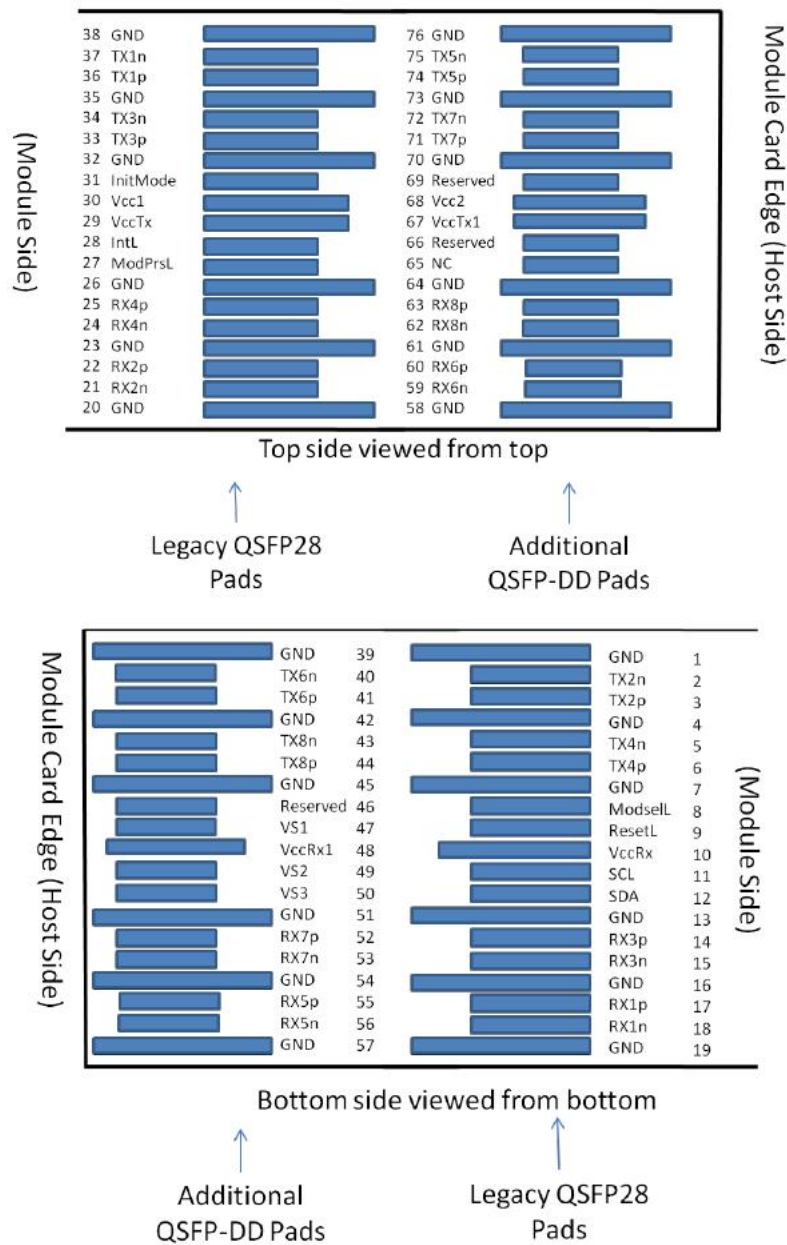 38 GND 76 GND
37 TX1n 75 TX5n
36 TX1p 74 TX5p
35 GND 73 GND
34 TX3n 72 TX7n
33 TX3p 71 TX7p
32 GND 70 GND
31 InitMode 69 Reserved
30 Vcc1 68 Vcc2
29 VccTx 67 VccTx1
28 IntL 66 Reserved
27 ModPrsL 65 NC
26 GND 64 GND
25 RX4p 63 RX8p
24 RX4n 62 RX8n
23 GND 61 GND
22 RX2p 60 RX6p
21 RX2n 59 RX6n
20 GND 58 GND
(Module Side)
Module Card Edge (Host Side)
Top side viewed from top
Legacy QSFP28
Pads
Additional
QSFP-DD Pads
Module Card Edge (Host Side)
GND 39 GND 1
TX6n 40 TX2n 2
TX6p 41 TX2p 3
GND 42 GND 4
TX8n 43 TX4n 5
TX8p 44 TX4p 6
GND 45 GND 7
Reserved 46 ModselL 8
VS1 47 ResetL 9
VccRx1 48 VccRx 10
VS2 49 SCL 11
VS3 50 SDA 12
GND 51 GND 13
RX7p 52 RX3p 14
RX7n 53 RX3n 15
GND 54 GND 16
RX5p 55 RX1p 17
RX5n 56 RX1n 18
GND 57 GND 19
(Module Side)
Bottom side viewed from bottom
Additional
QSFP-DD Pads
Legacy QSFP28
Pads